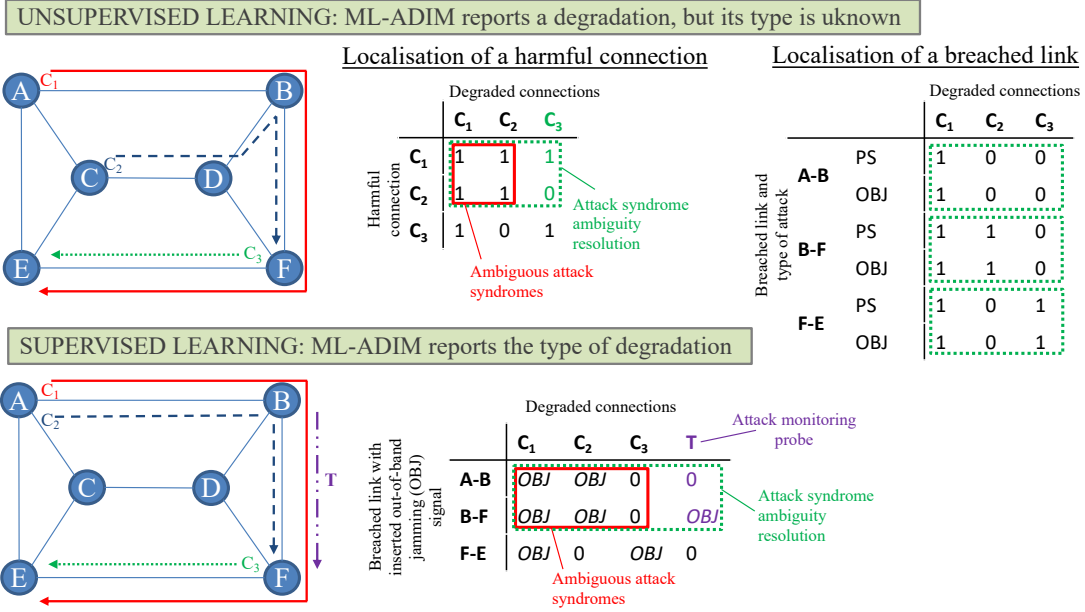 UNSUPERVISED LEARNING: ML-ADIM reports a degradation, but its type is uknown
Localisation of a harmful connection
Localisation of a breached link
A
C1
B
C2
C
D
E
C3
F
Degraded connections
C1 C2 C3
Harmful
connection
C1 1 1 1
C2 1 1 0
C3 1 0 1
Attack syndrome
ambiguity
resolution
Ambiguous attack
syndromes
Degraded connections
C1 C2 C3
Breached link and
type of attack
A-B
PS 1 0 0
OBJ 1 0 0
B-F
PS 1 1 0
OBJ 1 1 0
F-E
PS 1 0 1
OBJ 1 0 1
SUPERVISED LEARNING: ML-ADIM reports the type of degradation
A
C1
C2
B
T
C
D
E
C3
F
Degraded connections
C1 C2 C3 T
Attack monitoring
probe
Breached link with
inserted out-of-band
jamming (OBJ)
signal
A-B OBJ OBJ 0 0
B-F OBJ OBJ 0 OBJ
F-E OBJ 0 OBJ 0
Attack syndrome
ambiguity
resolution
Ambiguous attack
syndromes